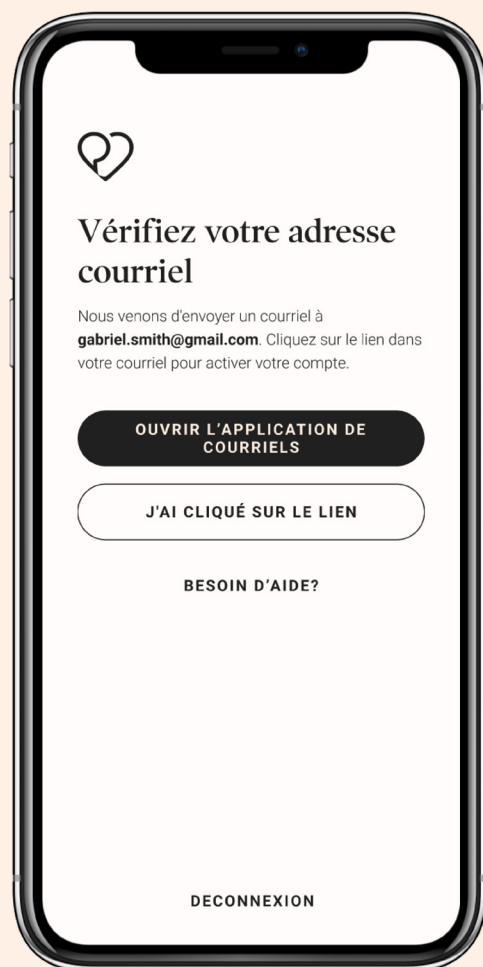 Vérifiez votre adresse
courriel
Nous venons d'envoyer un courriel à
gabriel.smith@gmail.com. Cliquez sur le lien dans
votre courriel pour activer votre compte.
OUVRIR L’APPLICATION DE
COURRIELS
J'AI CLIQUÉ SUR LE LIEN
BESOIN D’AIDE?
DECONNEXION